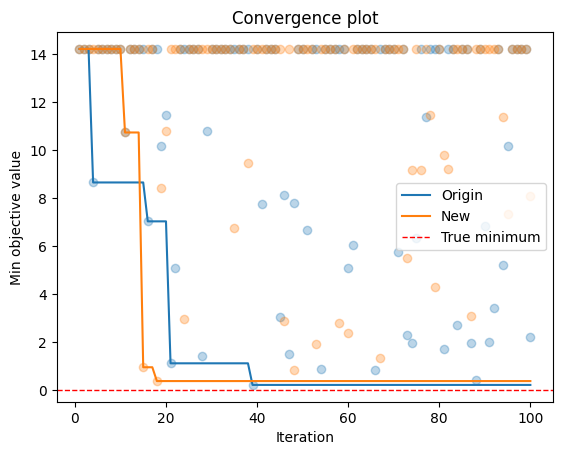 Convergence plot
Min objective value
14
12
10
8
6
4
2
0
Origin
New
True minimum
0
20
40
60
80
100
Iteration